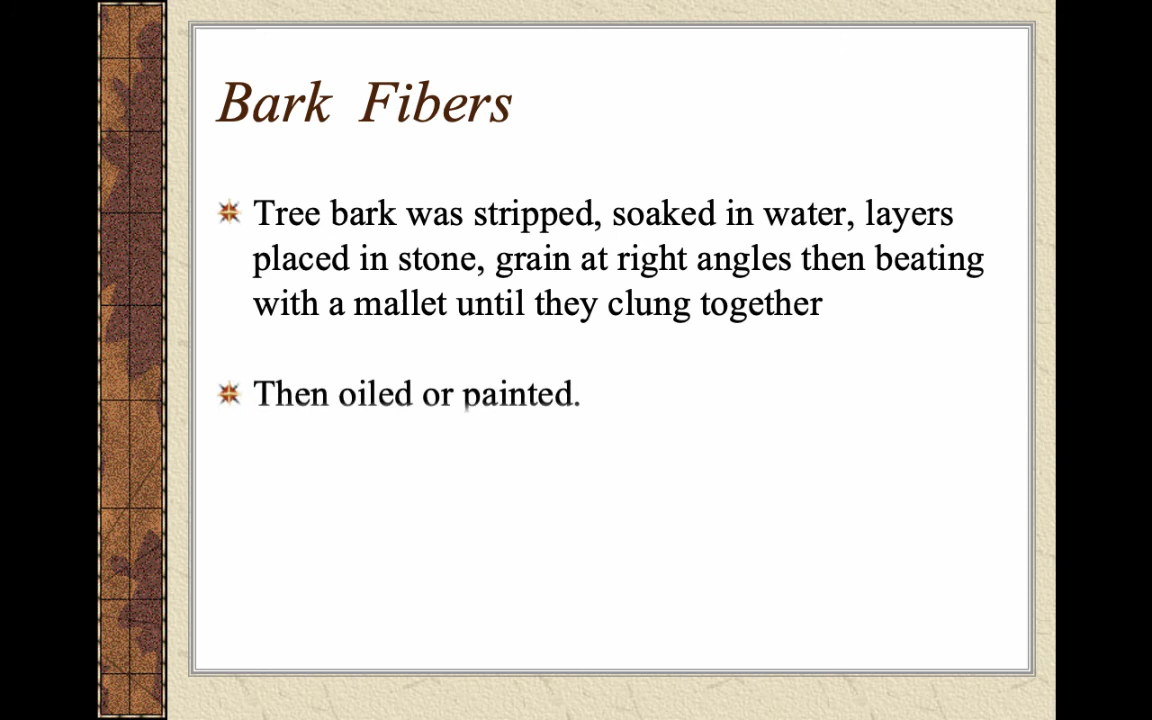 Bark Fibers
Tree bark was stripped, soaked in water, layers
placed in stone, grain at right angles then beating
with a mallet until they clung together
Then oiled or painted.